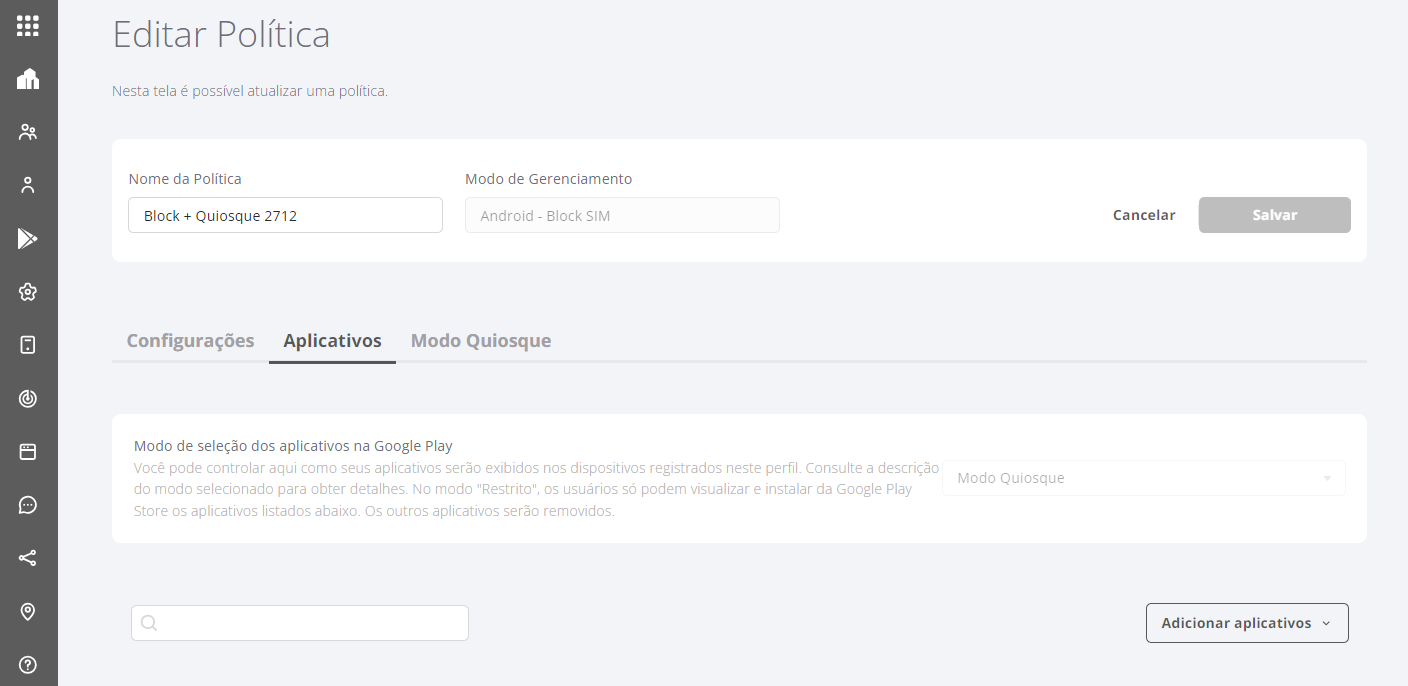 Editar Política
Nesta tela é possível atualizar uma política.
Nome da Política
Modo de Gerenciamento
Block + Quiosque 2712
Android - Block SIM
Cancelar
Salvar
Configurações
Aplicativos
Modo Quiosque
Modo de seleção dos aplicativos na Google Play
Você pode controlar aqui como seus aplicativos serão exibidos nos dispositivos registrados neste perfil. Consulte a descrição
do modo selecionado para obter detalhes. No modo "Restrito", os usuários só podem visualizar e instalar da Google Play
Store os aplicativos listados abaixo. Os outros aplicativos serão removidos.
Modo Quiosque
Adicionar aplicativos